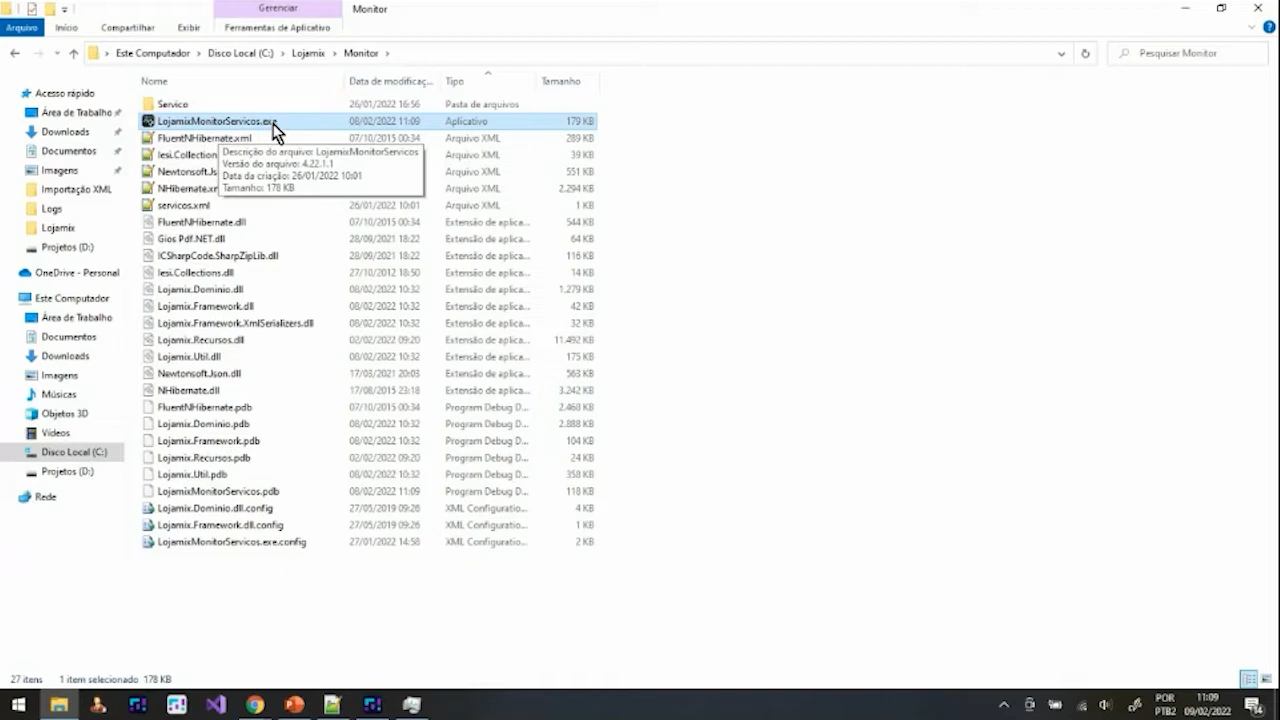 Gerenciar Monitor
Arquivo Início Compartilhar Exibir Ferramentas de Aplicativo
Este Computador > Disco Local (C:) > Lojamix > Monitor > Pesquisar Monitor
Nome Data de modificaç... Tipo Tamanho
Acesso rápido
Área de Trabalho
Downloads
Documentos
Imagens
Importação XML
Logs
Lojamix
Projetos (D:)
OneDrive - Personal
Este Computador
Área de Trabalho
Documentos
Downloads
Imagens
Músicas
Objetos 3D
Vídeos
Disco Local (C:)
Projetos (D:)
Rede
Servico 26/01/2022 16:56 Pasta de arquivos
LojamixMonitorServicos.exe 08/02/2022 11:09 Aplicativo 179 KB
FluentNHibernate.xml 07/10/2015 00:34 Arquivo XML 289 KB
Iesi.Collection Arquivo XML 39 KB
Newtonsoft.Js Arquivo XML 551 KB
NHibernate.xm Arquivo XML 2.294 KB
Descrição do arquivo: LojamixMonitorServicos
Versão do arquivo: 4.22.1.1
Data da criação: 26/01/2022 10:01
Tamanho: 178 KB
servicos.xml 26/01/2022 10:01 Arquivo XML 1 KB
FluentNHibernate.dll 07/10/2015 00:34 Extensão de aplica... 544 KB
Gios Pdf.NET.dll 28/09/2021 18:22 Extensão de aplica... 64 KB
ICSharpCode.SharpZipLib.dll 28/09/2021 18:22 Extensão de aplica... 116 KB
Iesi.Collections.dll 27/10/2012 18:50 Extensão de aplica... 14 KB
Lojamix.Dominio.dll 08/02/2022 10:32 Extensão de aplica... 1.279 KB
Lojamix.Framework.dll 08/02/2022 10:32 Extensão de aplica... 42 KB
Lojamix.Framework.XmlSerializers.dll 08/02/2022 10:32 Extensão de aplica... 32 KB
Lojamix.Recursos.dll 02/02/2022 09:20 Extensão de aplica... 11.492 KB
Lojamix.Util.dll 08/02/2022 10:32 Extensão de aplica... 175 KB
Newtonsoft.Json.dll 17/03/2021 20:03 Extensão de aplica... 563 KB
NHibernate.dll 17/08/2015 23:18 Extensão de aplica... 3.242 KB
FluentNHibernate.pdb 07/10/2015 00:34 Program Debug D... 2.468 KB
Lojamix.Dominio.pdb 08/02/2022 10:32 Program Debug D... 2.888 KB
Lojamix.Framework.pdb 08/02/2022 10:32 Program Debug D... 104 KB
Lojamix.Recursos.pdb 02/02/2022 09:20 Program Debug D... 24 KB
Lojamix.Util.pdb 08/02/2022 10:32 Program Debug D... 358 KB
LojamixMonitorServicos.pdb 08/02/2022 11:09 Program Debug D... 118 KB
Lojamix.Dominio.dll.config 27/05/2019 09:26 XML Configuratio... 4 KB
Lojamix.Framework.dll.config 27/05/2019 09:26 XML Configuratio... 1 KB
LojamixMonitorServicos.exe.config 27/01/2022 14:58 XML Configuratio... 2 KB
27 itens 1 item selecionado 178 KB
POR 11:09
PTB2 09/02/2022